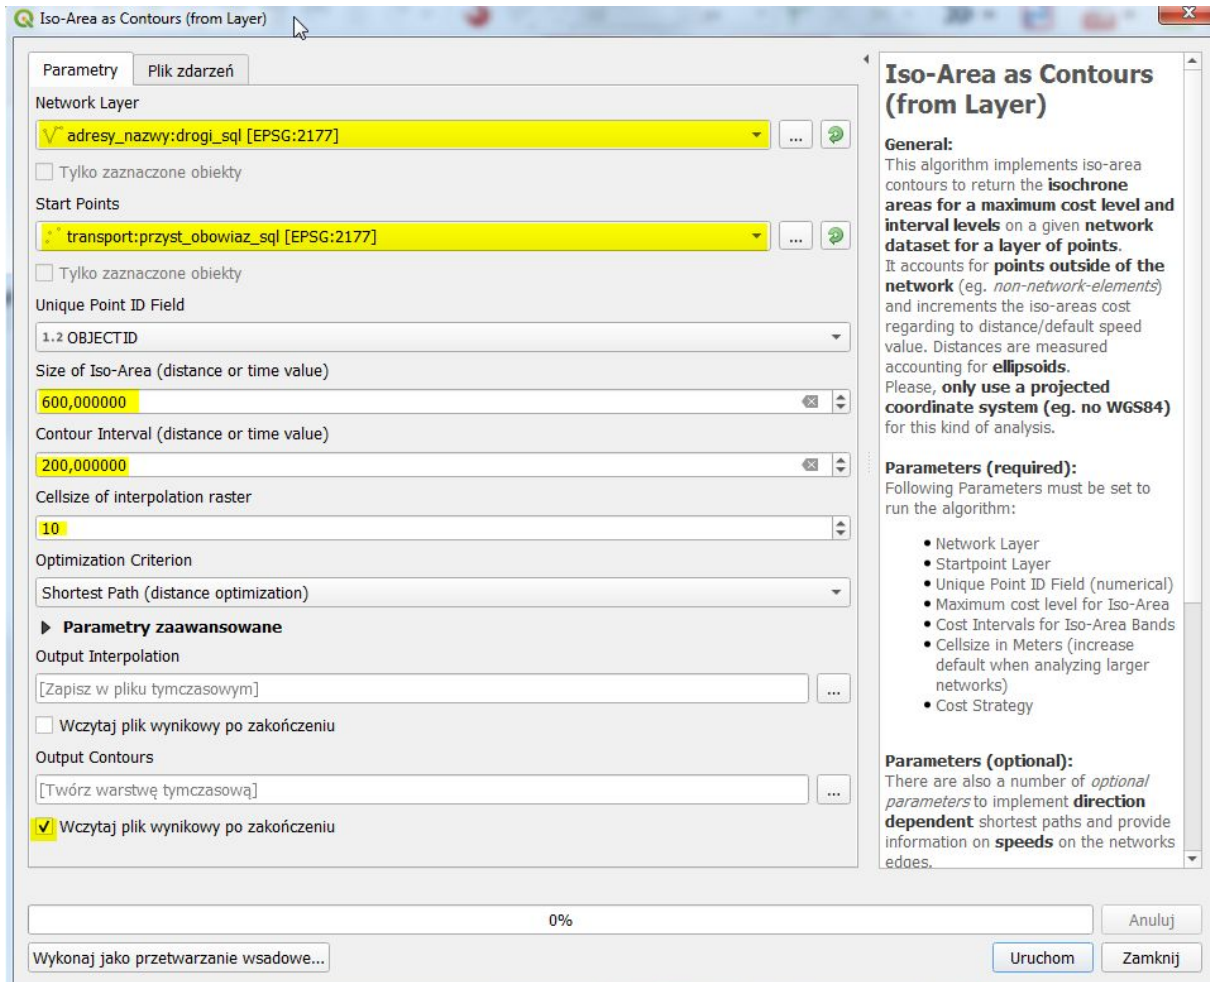 Iso-Area as Contours (from Layer)
Parametry
Plik zdarzeń
Network Layer
adresy_nazwy:drogi_sql [EPSG:2177]
...
Tylko zaznaczone obiekty
Start Points
transport:przyst_obowiaz_sql [EPSG:2177]
...
Tylko zaznaczone obiekty
Unique Point ID Field
1.2 OBJECTID
Size of Iso-Area (distance or time value)
600,000000
Contour Interval (distance or time value)
200,000000
Cellsize of interpolation raster
10
Optimization Criterion
Shortest Path (distance optimization)
Parametry zaawansowane
Output Interpolation
[Zapisz w pliku tymczasowym]
...
Wczytaj plik wynikowy po zakończeniu
Output Contours
[Twórz warstwę tymczasową]
...
Wczytaj plik wynikowy po zakończeniu
Iso-Area as Contours
(from Layer)
General:
This algorithm implements iso-area
contours to return the isochrone
areas for a maximum cost level and
interval levels on a given network
dataset for a layer of points.
It accounts for points outside of the
network (eg. non-network-elements)
and increments the iso-areas cost
regarding to distance/default speed
value. Distances are measured
accounting for ellipsoids.
Please, only use a projected
coordinate system (eg. no WGS84)
for this kind of analysis.
Parameters (required):
Following Parameters must be set to
run the algorithm:
• Network Layer
• Startpoint Layer
• Unique Point ID Field (numerical)
• Maximum cost level for Iso-Area
• Cost Intervals for Iso-Area Bands
• Cellsize in Meters (increase
default when analyzing larger
networks)
• Cost Strategy
Parameters (optional):
There are also a number of optional
parameters to implement direction
dependent shortest paths and provide
information on speeds on the networks
edges.
0%
Anuluj
Wykonaj jako przetwarzanie wsadowe...
Uruchom
Zamknij